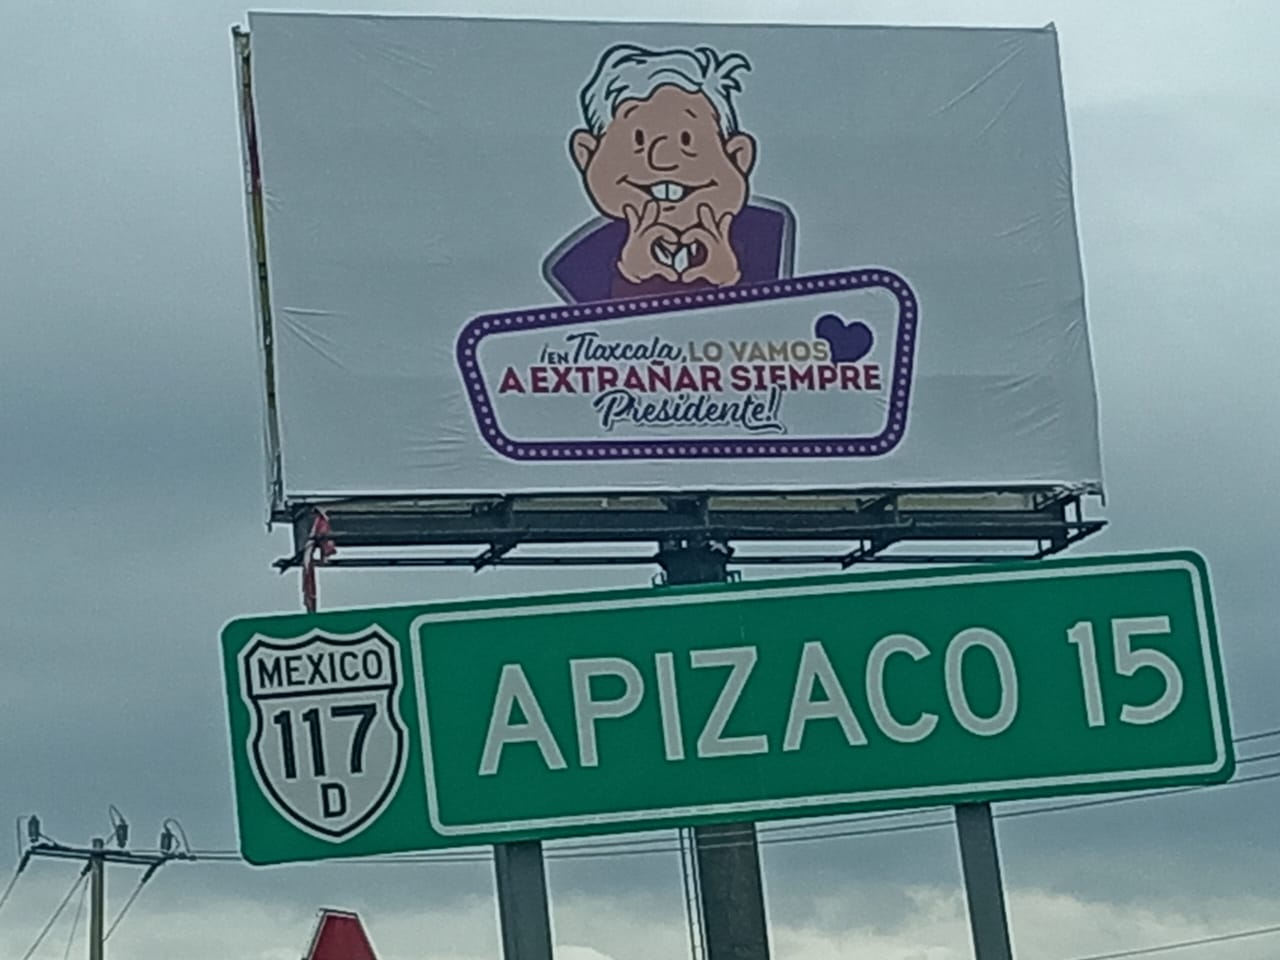 ¡EN Tlaxcala, LO VAMOS
A EXTRAÑAR SIEMPRE
Presidente!
MEXICO
117
D
APIZACO 15